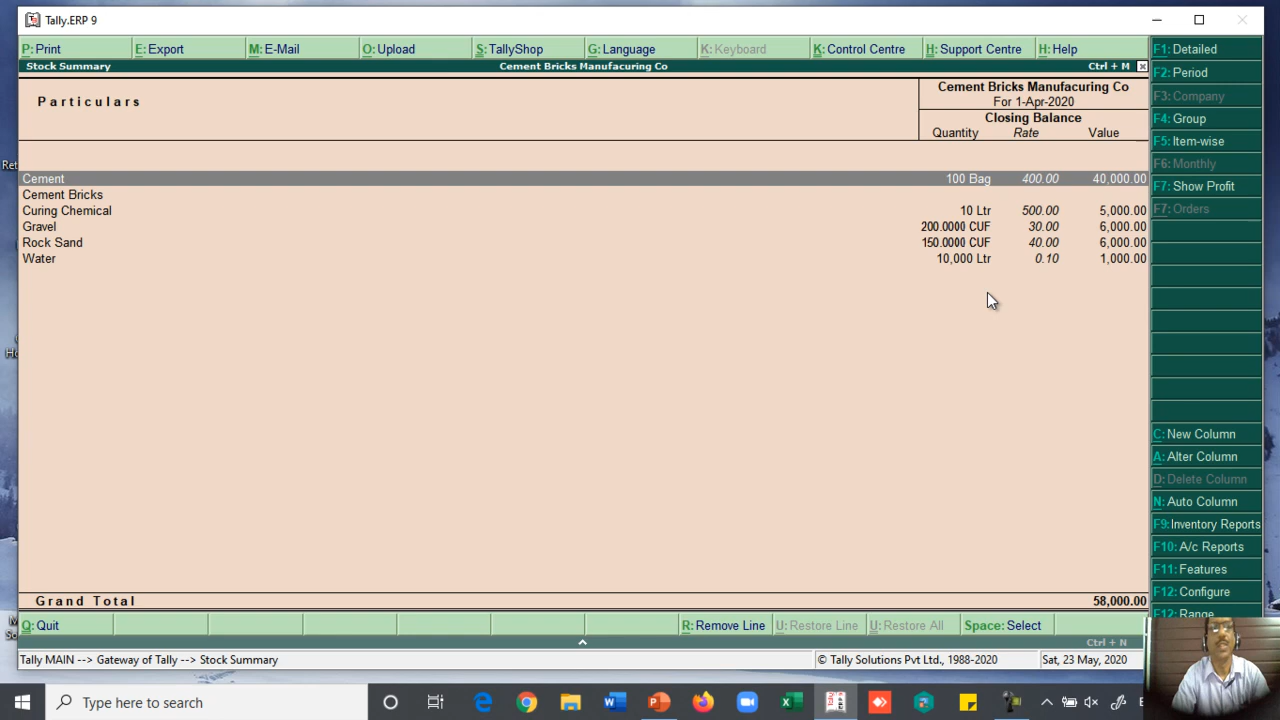 Tally.ERP 9
P: Print E: Export M: E-Mail O: Upload S: TallyShop G: Language K: Keyboard K: Control Centre H: Support Centre H: Help
Stock Summary Cement Bricks Manufacuring Co Ctrl + M
Particulars
Cement Bricks Manufacuring Co
For 1-Apr-2020
Closing Balance
Quantity Rate Value
Cement 100 Bag 400.00 40,000.00
Cement Bricks
Curing Chemical 10 Ltr 500.00 5,000.00
Gravel 200.0000 CUF 30.00 6,000.00
Rock Sand 150.0000 CUF 40.00 6,000.00
Water 10,000 Ltr 0.10 1,000.00
Grand Total 58,000.00
F1: Detailed
F2: Period
F3: Company
F4: Group
F5: Item-wise
F6: Monthly
F7: Show Profit
F7: Orders
C: New Column
A: Alter Column
D: Delete Column
N: Auto Column
F9: Inventory Reports
F10: A/c Reports
F11: Features
F12: Configure
F12: Range
Q: Quit R: Remove Line U: Restore Line U: Restore All Space: Select
Ctrl + N
Tally MAIN --> Gateway of Tally --> Stock Summary © Tally Solutions Pvt Ltd., 1988-2020 Sat, 23 May, 2020
Type here to search